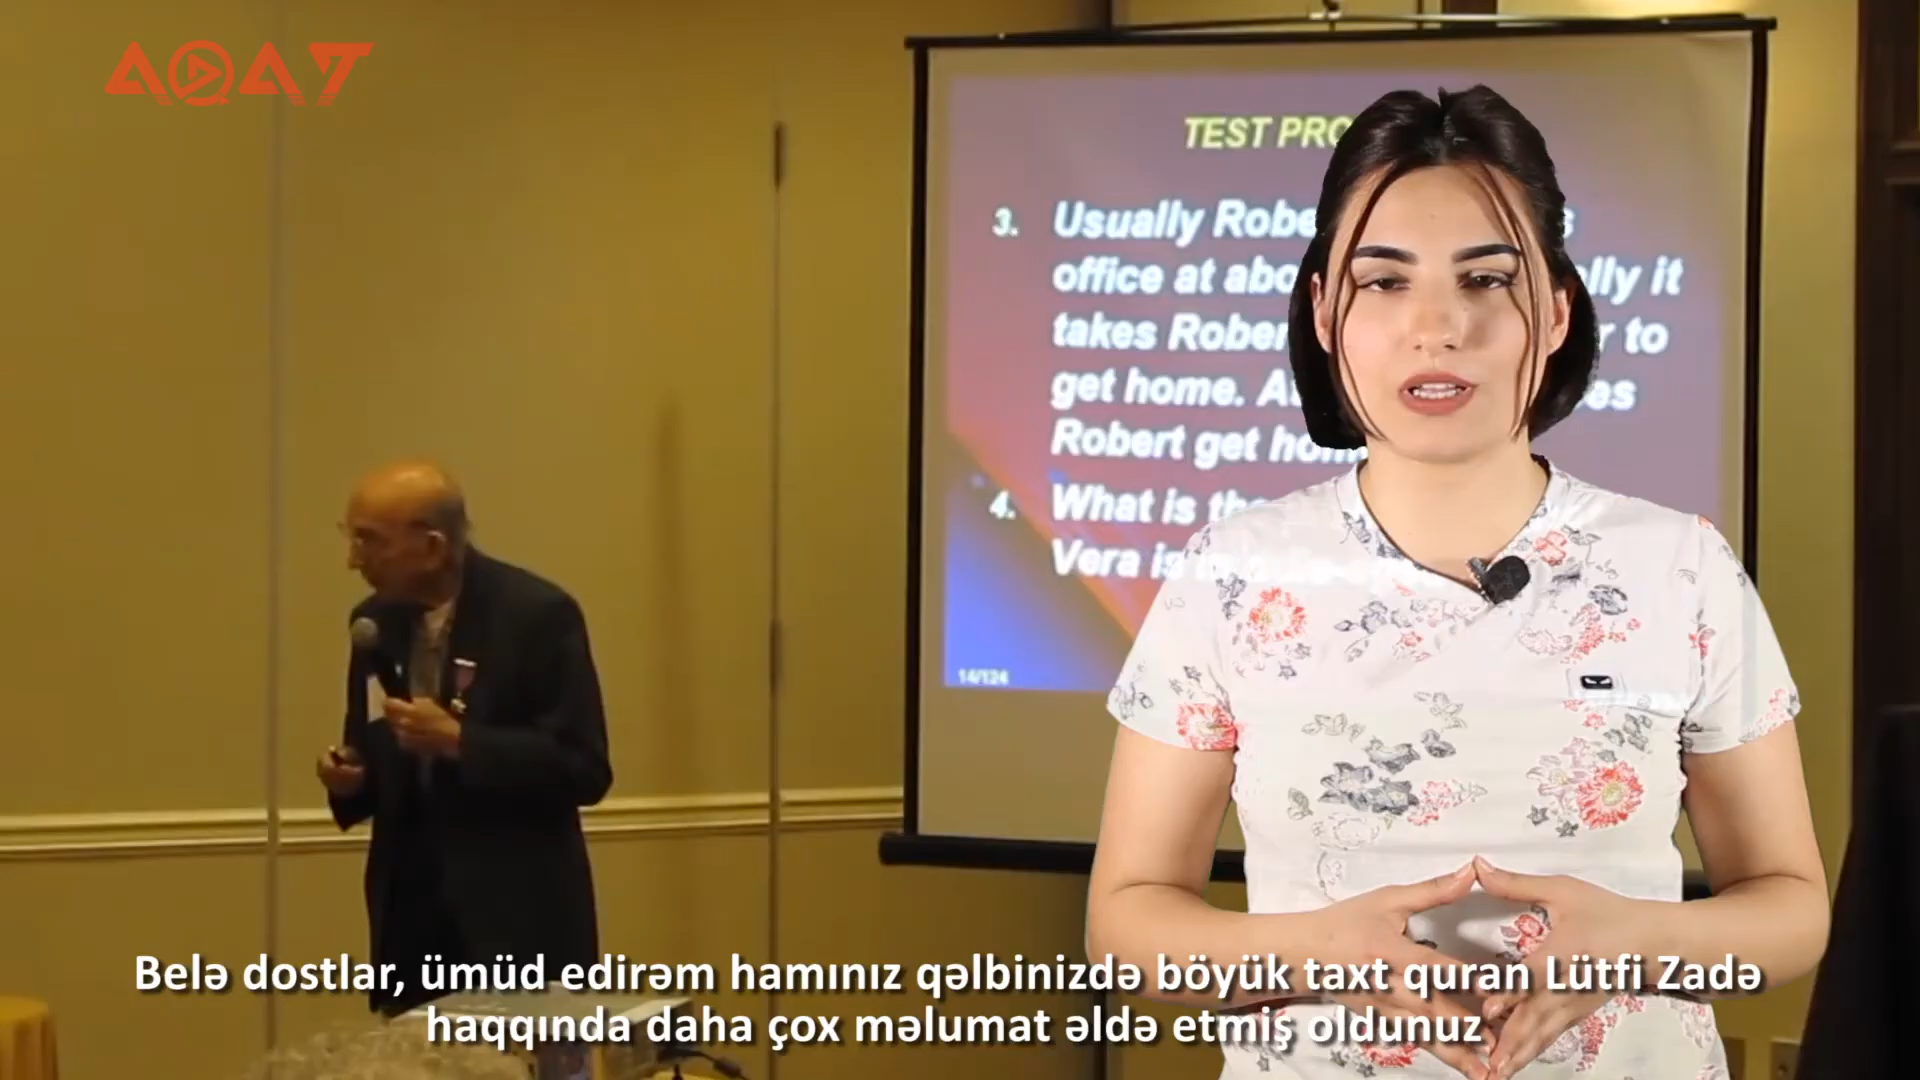 AQAT
TEST PRO
3. Usually Robe
office at abo lly it
takes Rober r to
get home. A es
Robert get hom
4. What is the
Vera is
14/124
Belə dostlar, ümüd edirəm hamınız qəlbinizdə böyük taxt quran Lütfi Zadə
haqqında daha çox məlumat əldə etmiş oldunuz